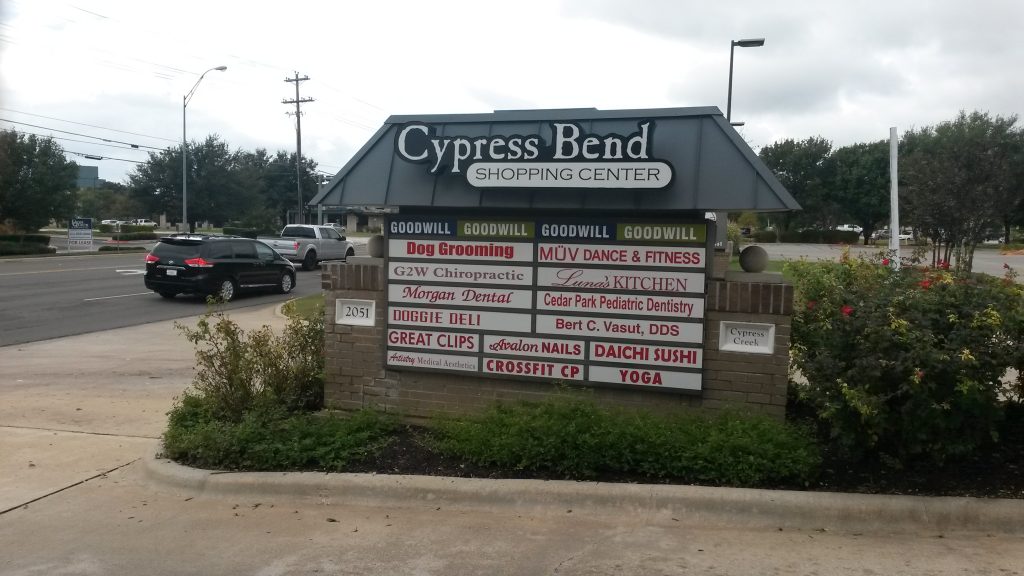 Cypress Bend
SHOPPING CENTER
GOODWILL GOODWILL GOODWILL GOODWILL
Dog Grooming
MÜV DANCE & FITNESS
G2W Chiropractic
Luna's KITCHEN
Morgan Dental
Cedar Park Pediatric Dentistry
DOGGIE DELI
Bert C. Vasut, DDS
GREAT CLIPS
Avalon NAILS
DAICHI SUSHI
Artistry Medical Aesthetics
CROSSFIT CP
YOGA
2051
Cypress
Creek
FOR LEASE